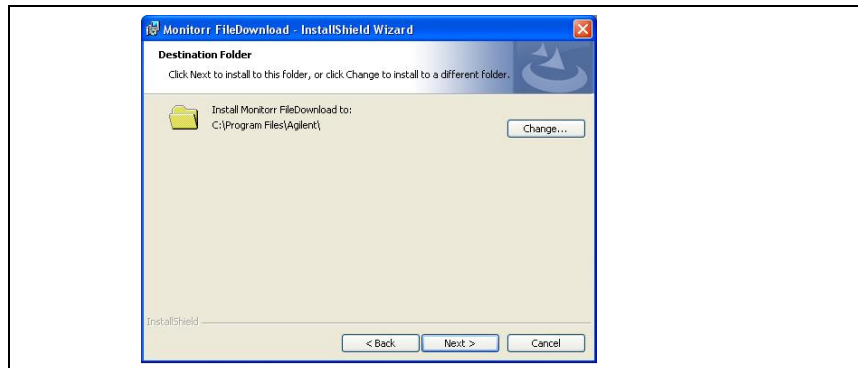 Monitorr FileDownload - InstallShield Wizard
Destination Folder
Click Next to install to this folder, or click Change to install to a different folder.
Install Monitorr FileDownload to:
C:\Program Files\Agilent\
Change...
InstallShield
< Back
Next >
Cancel